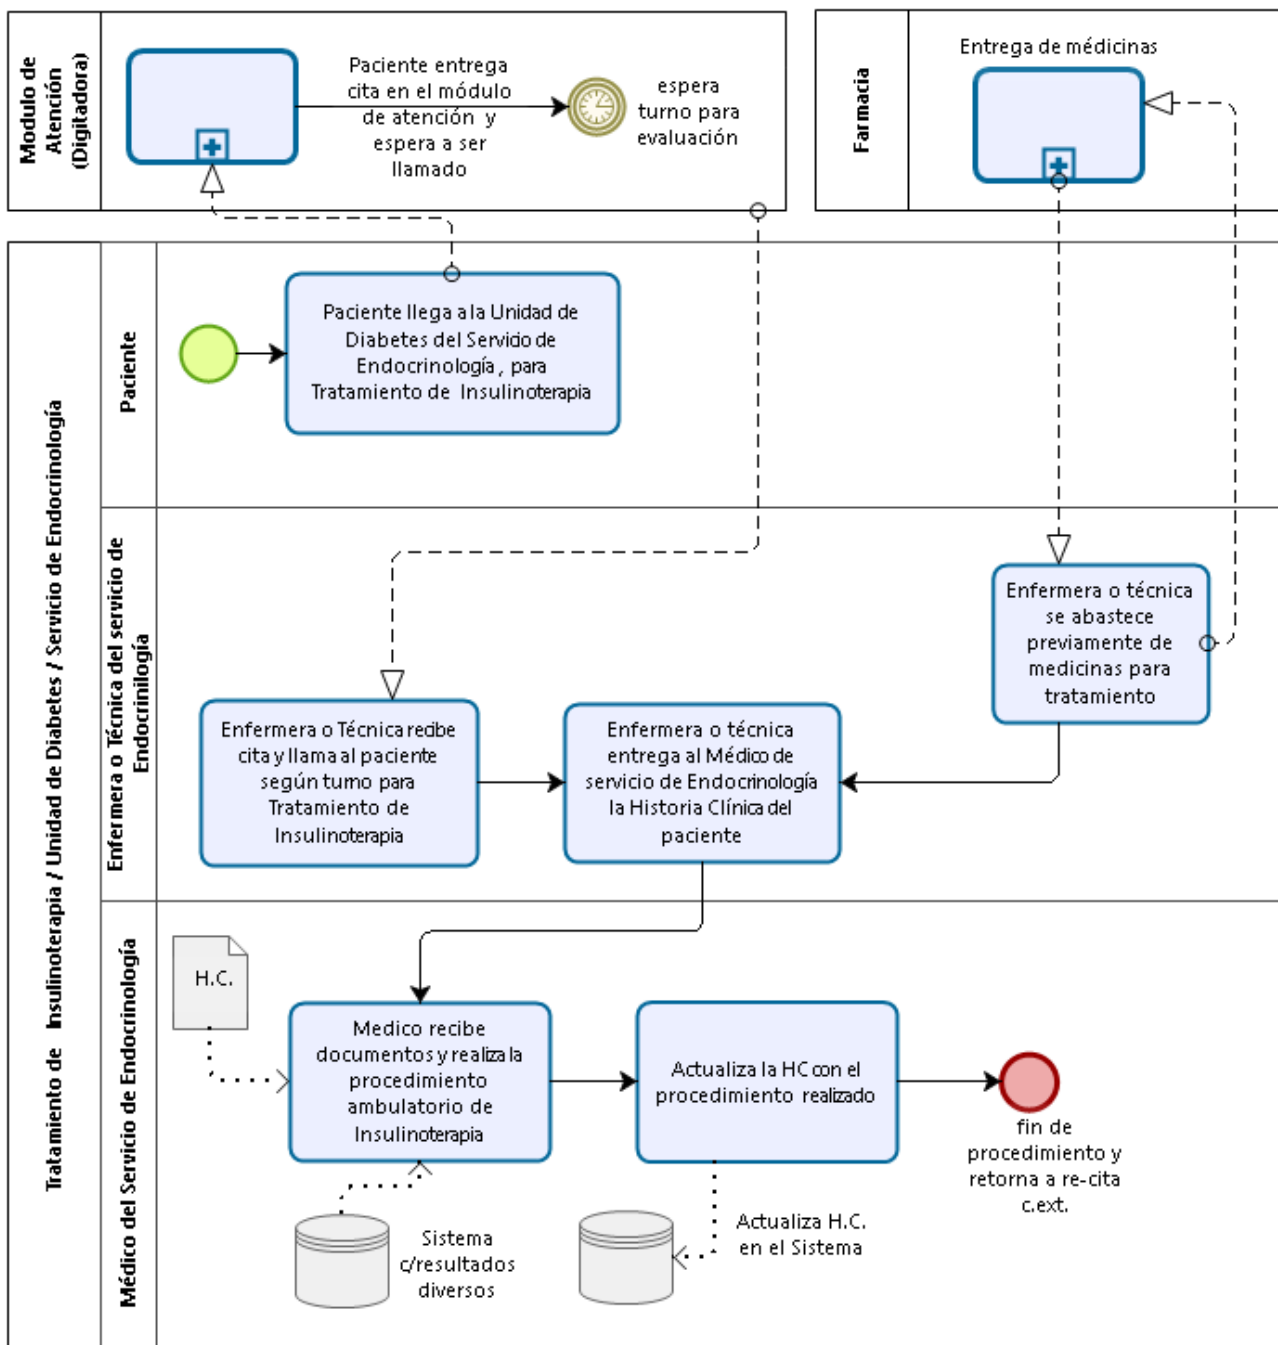 Modulo de
Atención
(Digitadora)
Paciente entrega
cita en el módulo
de atención y
espera a ser
llamado
espera
turno para
evaluación
Farmacia
Entrega de médicinas
Tratamiento de Insulinoterapia / Unidad de Diabetes / Servicio de Endocrinología
Paciente
Paciente llega a la Unidad de
Diabetes del Servicio de
Endocrinología, para
Tratamiento de Insulinoterapia
Enfermera o Técnica del servicio de
Endocrinilogía
Enfermera o técnica
se abastece
previamente de
medicinas para
tratamiento
Enfermera o Técnica recibe
cita y llama al paciente
según turno para
Tratamiento de
Insulinoterapia
Enfermera o técnica
entrega al Médico de
servicio de Endocrinología
la Historia Clínica del
paciente
Médico del Servicio de Endocrinología
H.C.
Medico recibe
documentos y realiza la
procedimiento
ambulatorio de
Insulinoterapia
Actualiza la HC con el
procedimiento realizado
fin de
procedimiento y
retorna a re-cita
c.ext.
Sistema
c/resultados
diversos
Actualiza H.C.
en el Sistema